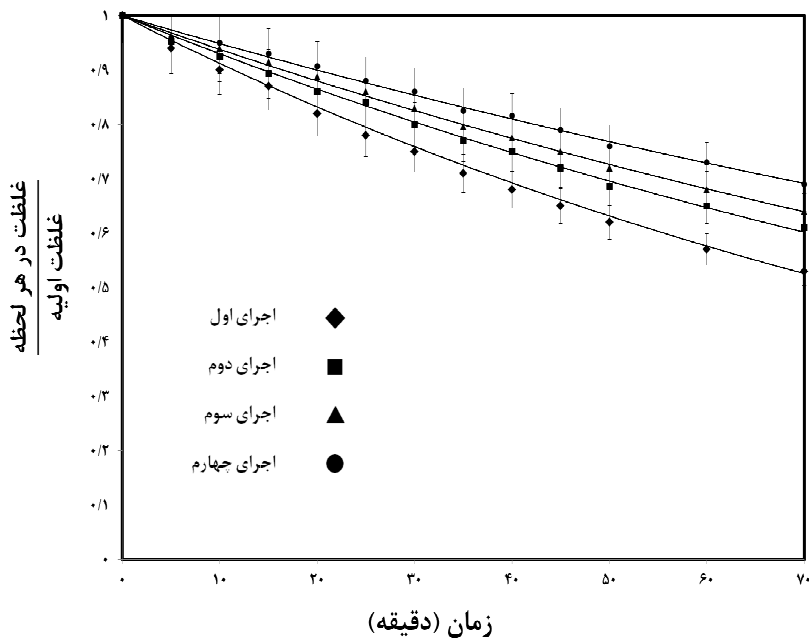 ۱
۰/۹
۰/۸
۰/۷
۰/۶
۰/۵
۰/۴
۰/۳
۰/۲
۰/۱
۰
غلظت در هر لحظه
غلظت اولیه
اجرای اول
اجرای دوم
اجرای سوم
اجرای چهارم
۰ ۱۰ ۲۰ ۳۰ ۴۰ ۵۰ ۶۰ ۷۰
زمان (دقیقه)